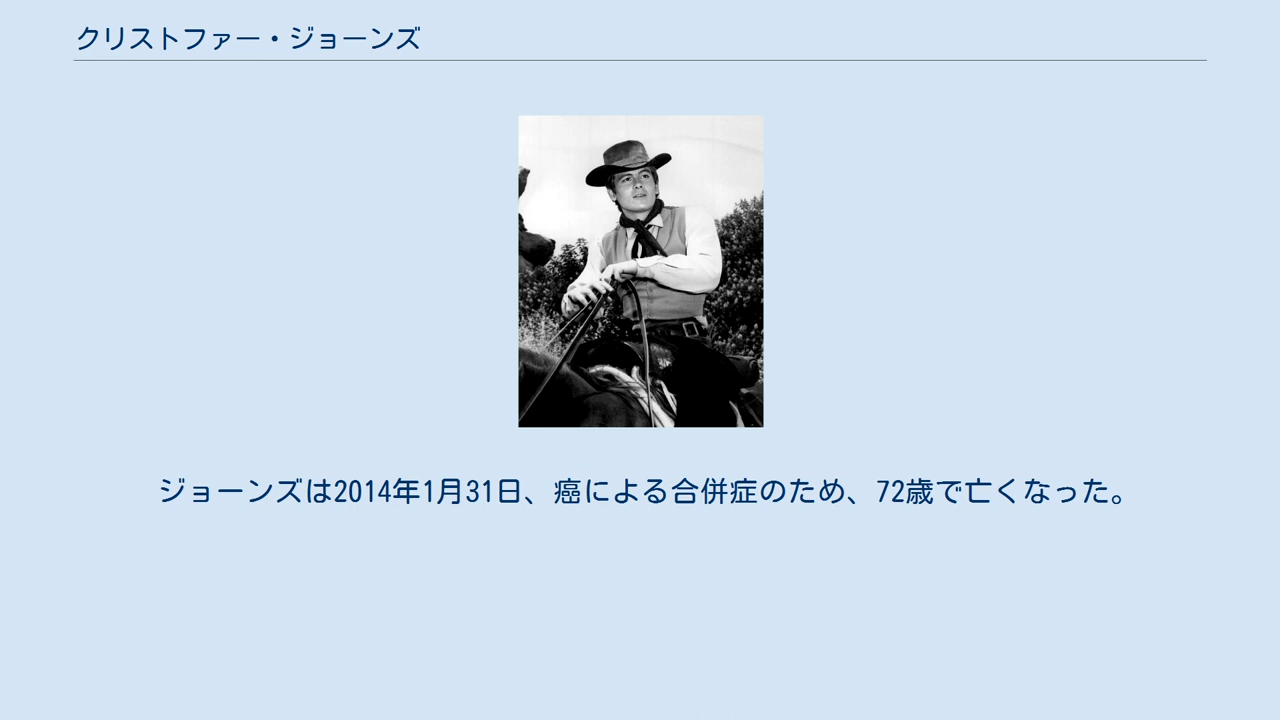 クリストファー・ジョーンズ
ジョーンズは2014年1月31日、癌による合併症のため、72歳で亡くなった。